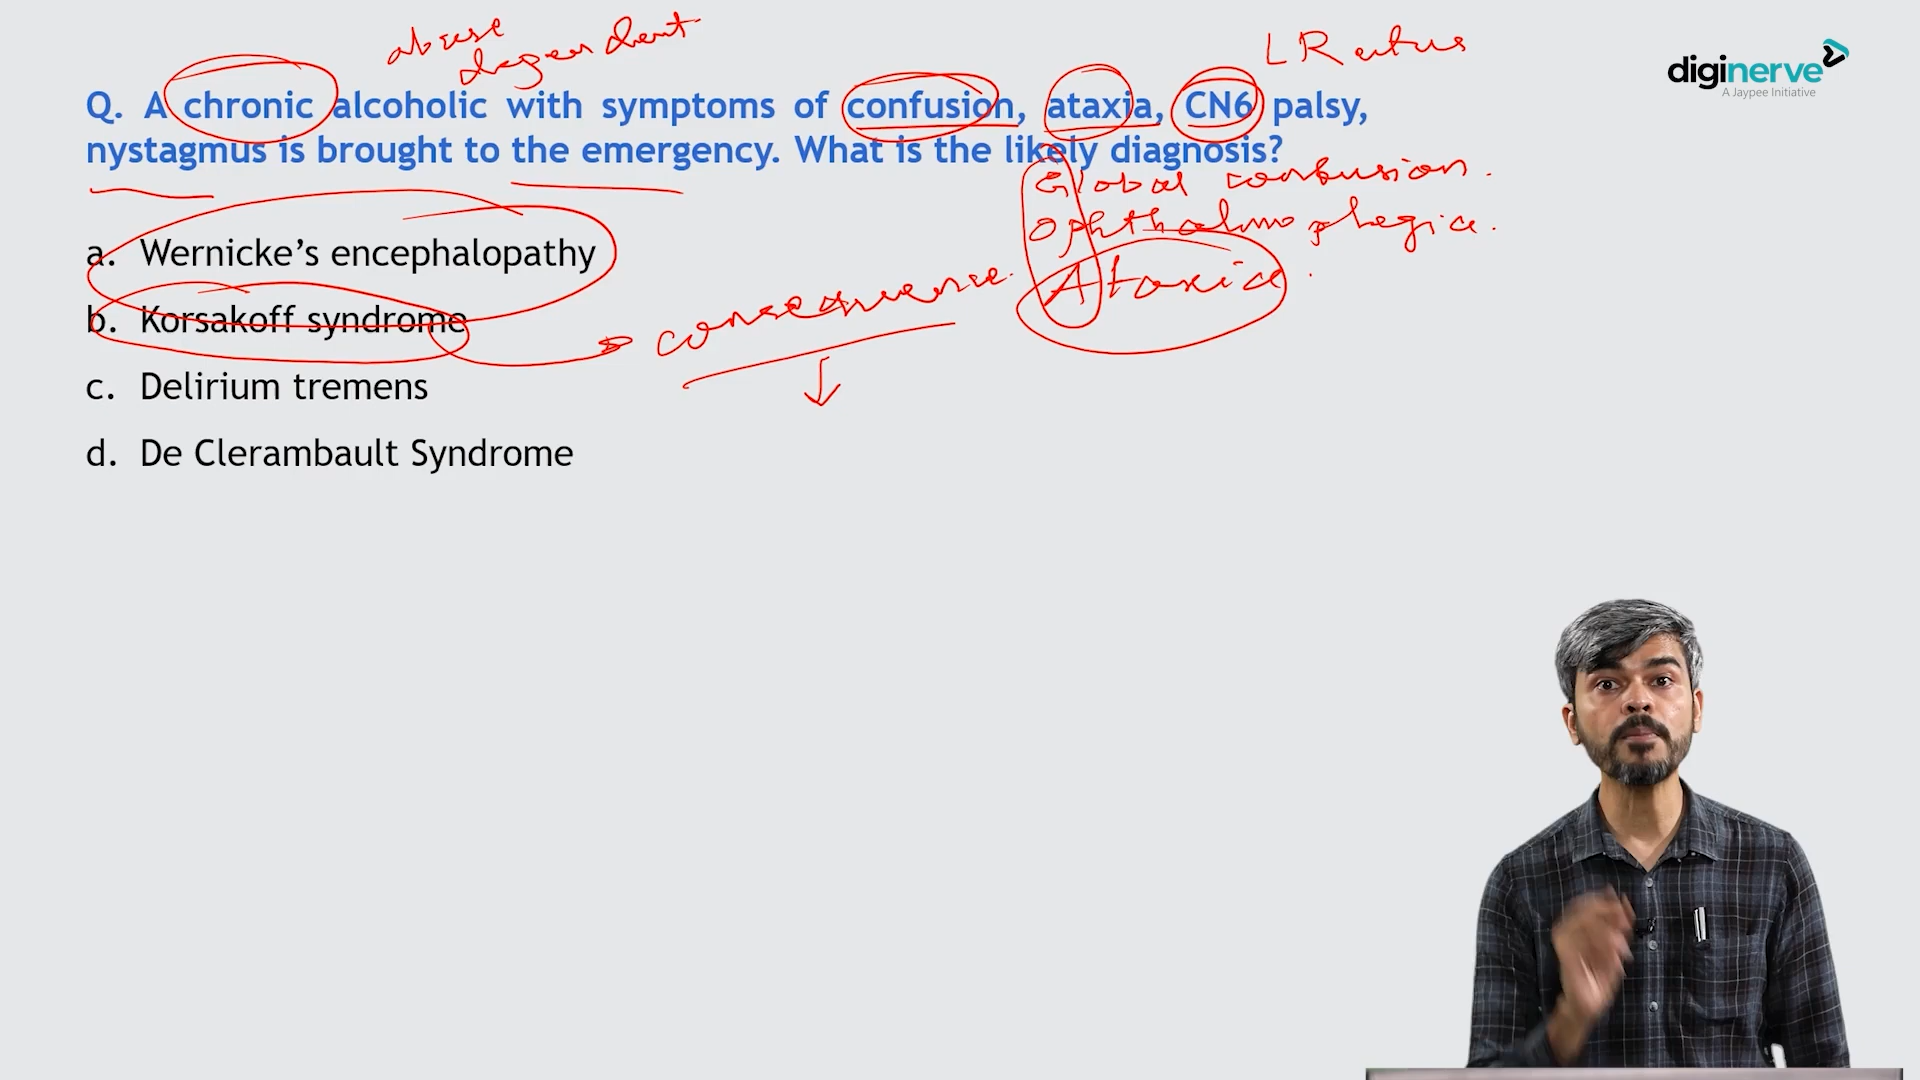 abuse
dependent
L Rectus
diginerve
A Jaypee Initiative
Q. A chronic alcoholic with symptoms of confusion, ataxia, CN6 palsy,
nystagmus is brought to the emergency. What is the likely diagnosis?
Global confusion.
Ophthalmoplegia.
Ataxia.
a. Wernicke’s encephalopathy
consequence.
b. Korsakoff syndrome
c. Delirium tremens
d. De Clerambault Syndrome